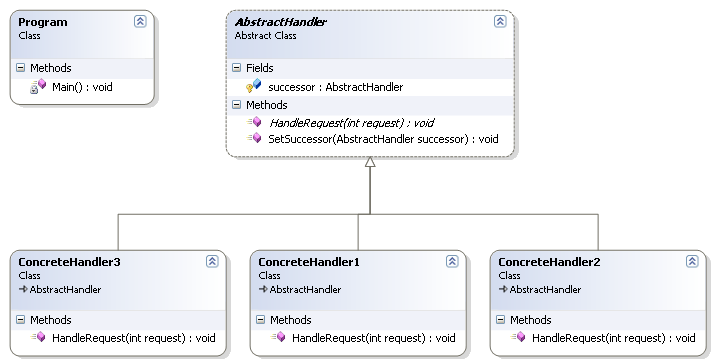 Program
Class
Methods
Main() : void
AbstractHandler
Abstract Class
Fields
successor : AbstractHandler
Methods
HandleRequest(int request) : void
SetSuccessor(AbstractHandler successor) : void
ConcreteHandler3
Class
AbstractHandler
Methods
HandleRequest(int request) : void
ConcreteHandler1
Class
AbstractHandler
Methods
HandleRequest(int request) : void
ConcreteHandler2
Class
AbstractHandler
Methods
HandleRequest(int request) : void